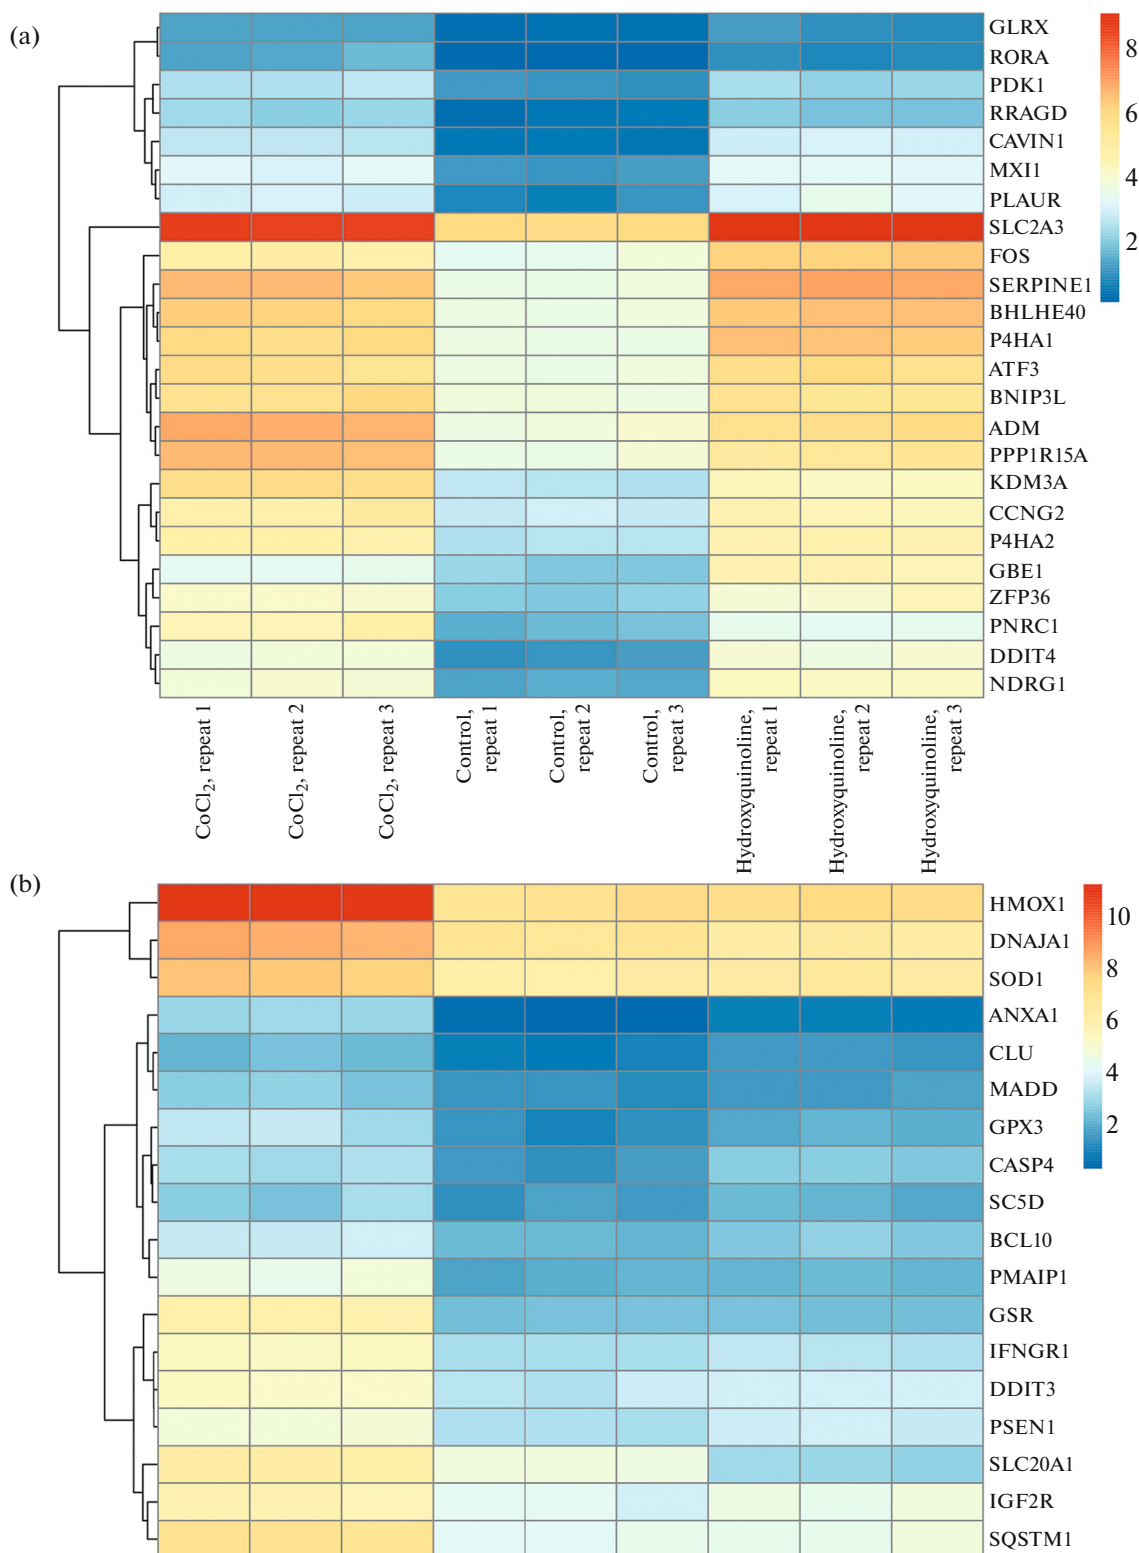 (a)
GLRX
RORA
PDK1
RRAGD
CAVIN1
MXI1
PLAUR
SLC2A3
FOS
SERPINE1
BHLHE40
P4HA1
ATF3
BNIP3L
ADM
PPP1R15A
KDM3A
CCNG2
P4HA2
GBE1
ZFP36
PNRC1
DDIT4
NDRG1
8
6
4
2
CoCl₂, repeat 1
CoCl₂, repeat 2
CoCl₂, repeat 3
Control,
repeat 1
Control,
repeat 2
Control,
repeat 3
Hydroxyquinoline,
repeat 1
Hydroxyquinoline,
repeat 2
Hydroxyquinoline,
repeat 3
(b)
HMOX1
DNAJA1
SOD1
ANXA1
CLU
MADD
GPX3
CASP4
SC5D
BCL10
PMAIP1
GSR
IFNGR1
DDIT3
PSEN1
SLC20A1
IGF2R
SQSTM1
10
8
6
4
2